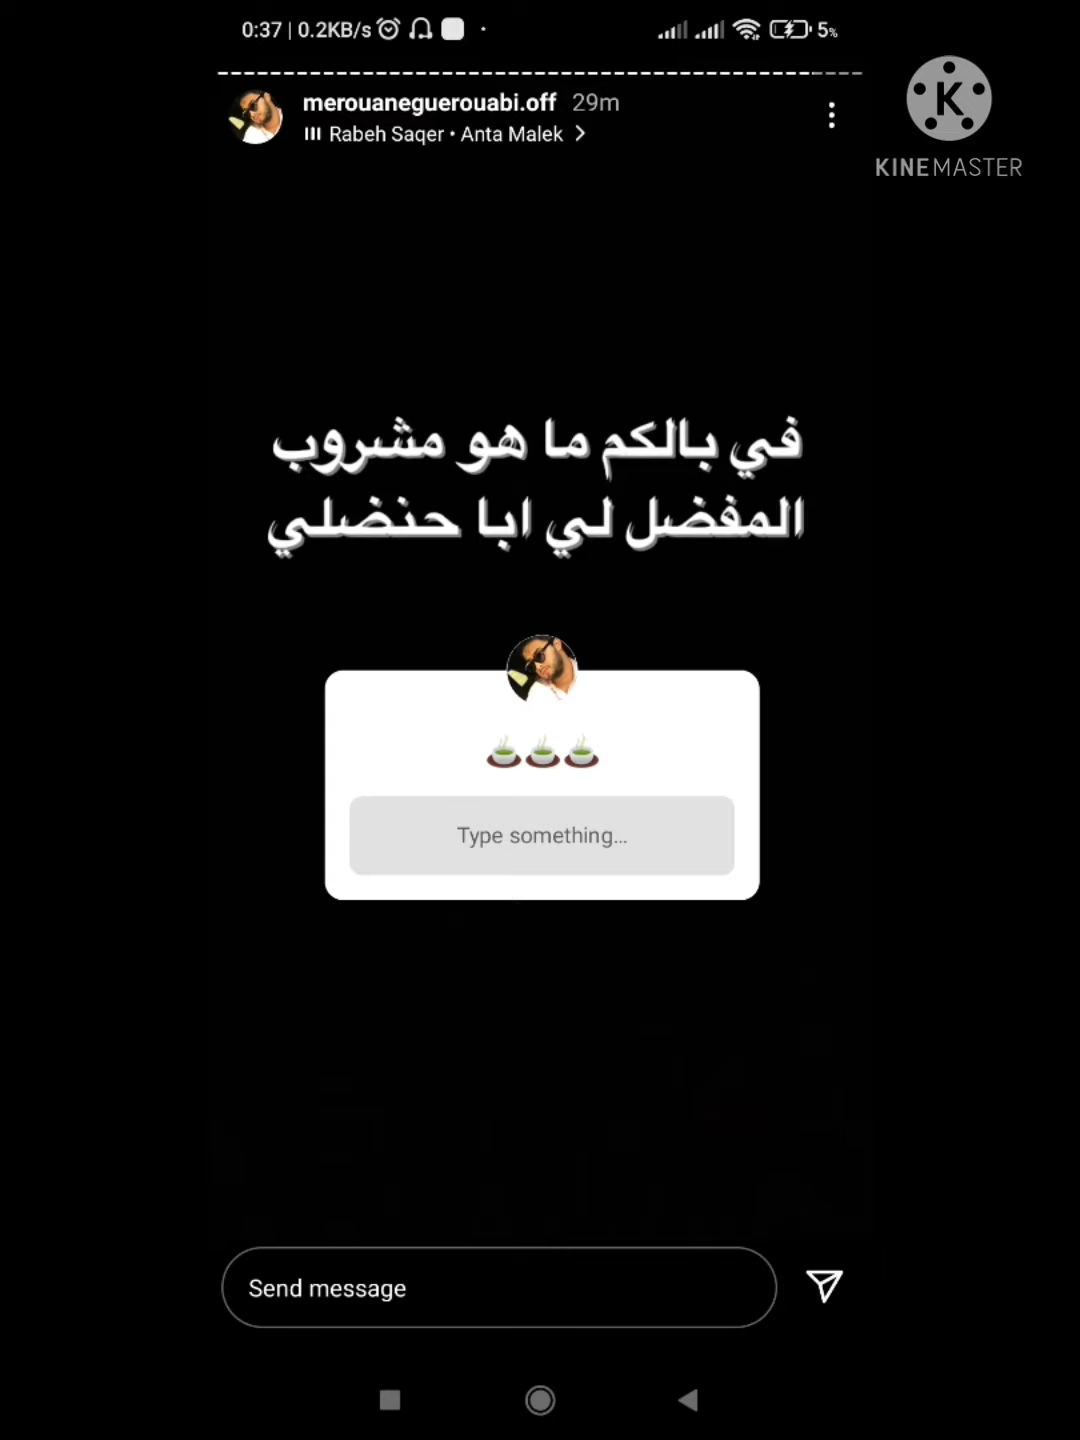 0:37 | 0.2KB/s
5%
merouaneguerouabi.off 29m
Rabeh Saqer • Anta Malek >
K
KINEMASTER
في بالكم ما هو مشروب
المفضل لي ابا حنضلي
🍵🍵🍵
Type something...
Send message